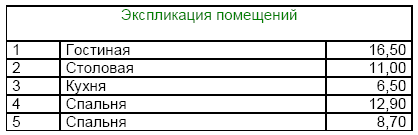 Экспликация помещений
1 Гостиная 16,50
2 Столовая 11,00
3 Кухня 6,50
4 Спальня 12,90
5 Спальня 8,70